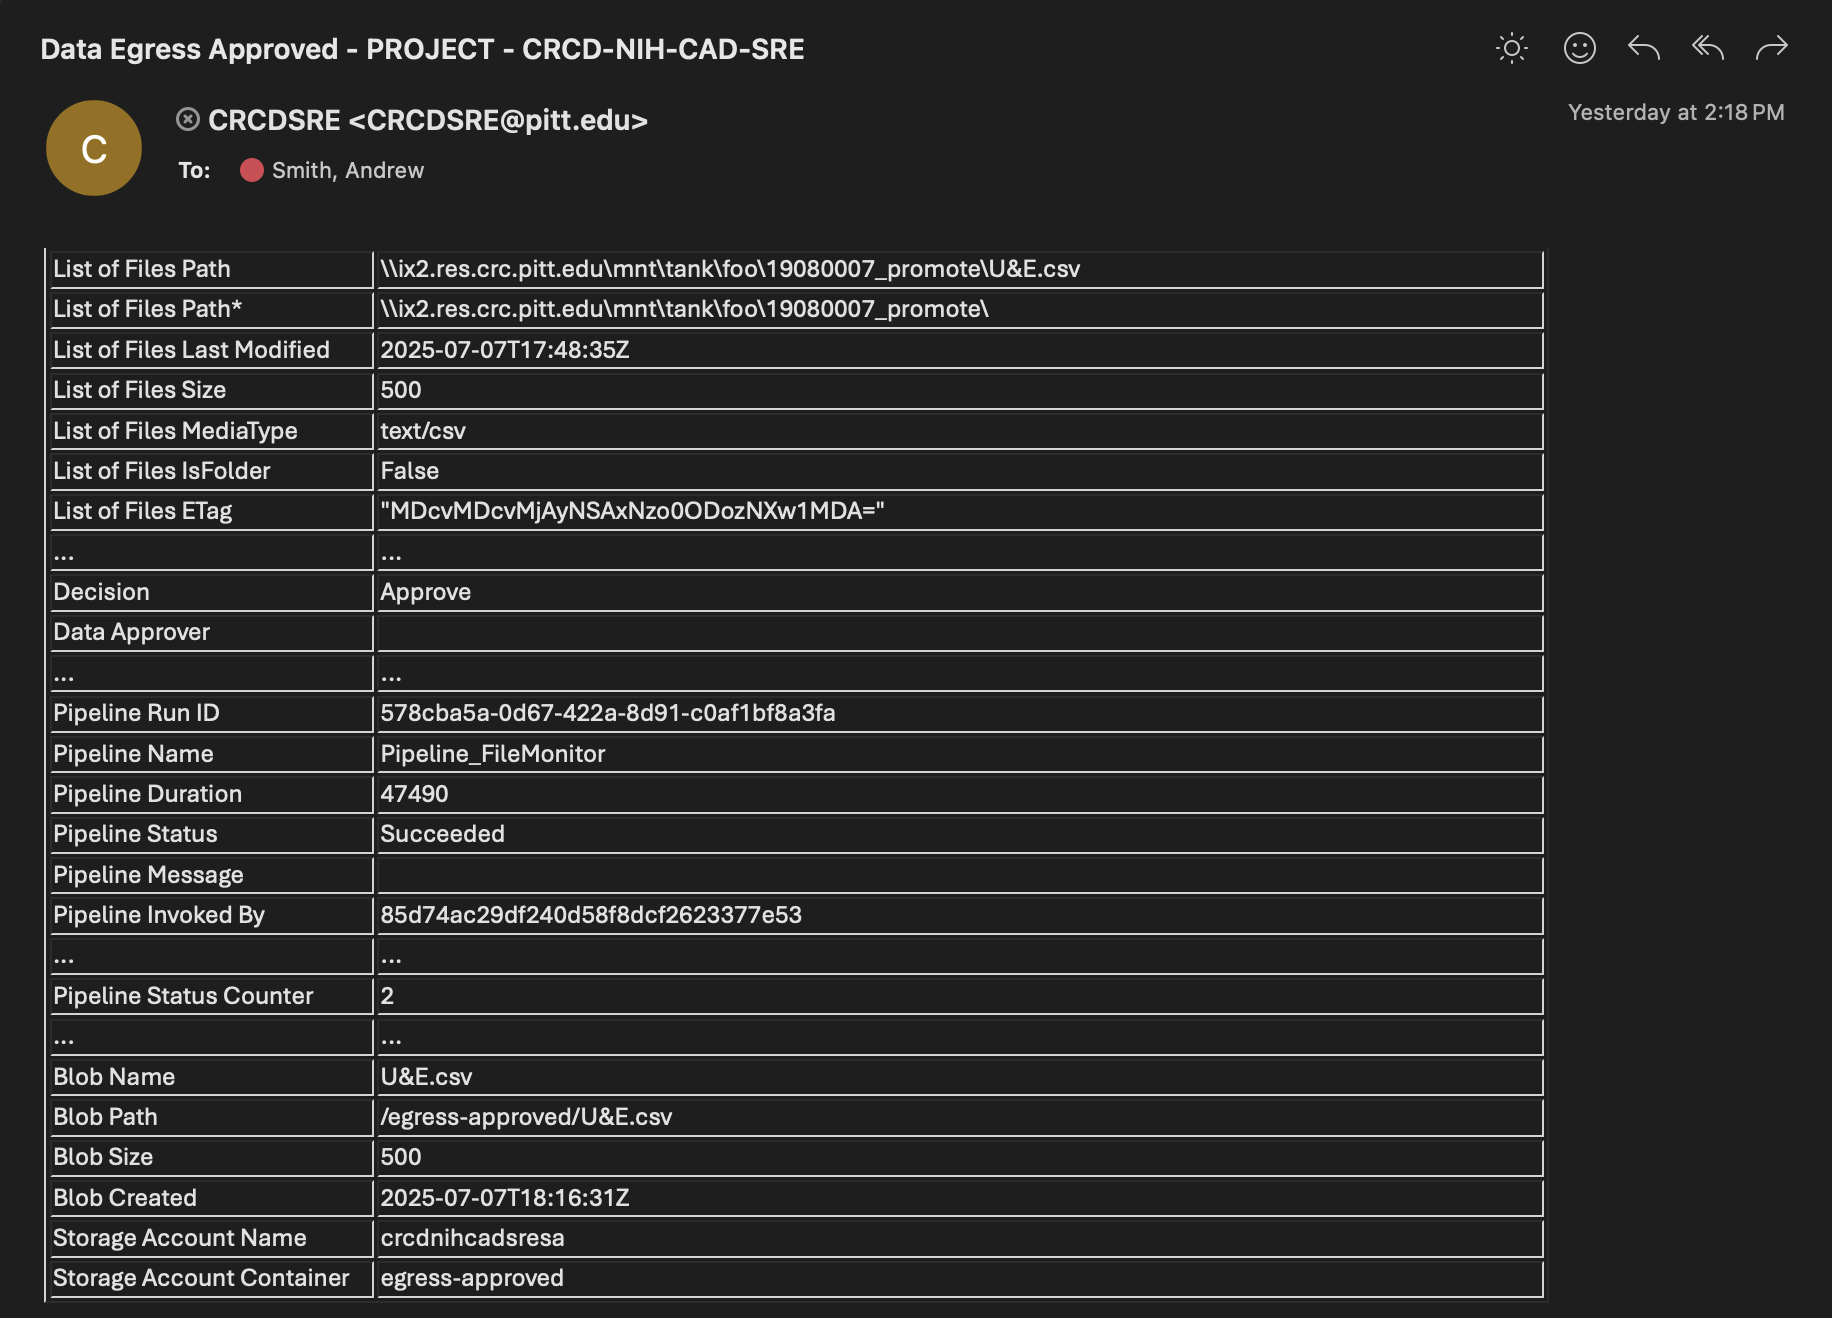 Data Egress Approved - PROJECT - CRCD-NIH-CAD-SRE
C
CRCDSRE <CRCDSRE@pitt.edu>
Yesterday at 2:18 PM
To: Smith, Andrew
List of Files Path \\ix2.res.crc.pitt.edu\mnt\tank\foo\19080007_promote\U&E.csv
List of Files Path* \\ix2.res.crc.pitt.edu\mnt\tank\foo\19080007_promote\
List of Files Last Modified 2025-07-07T17:48:35Z
List of Files Size 500
List of Files MediaType text/csv
List of Files IsFolder False
List of Files ETag "MDcvMDcvMjAyNSAxNzo0ODozNXw1MDA="
... ...
Decision Approve
Data Approver
... ...
Pipeline Run ID 578cba5a-0d67-422a-8d91-c0af1bf8a3fa
Pipeline Name Pipeline_FileMonitor
Pipeline Duration 47490
Pipeline Status Succeeded
Pipeline Message
Pipeline Invoked By 85d74ac29df240d58f8dcf2623377e53
... ...
Pipeline Status Counter 2
... ...
Blob Name U&E.csv
Blob Path /egress-approved/U&E.csv
Blob Size 500
Blob Created 2025-07-07T18:16:31Z
Storage Account Name crcdnihcadsresa
Storage Account Container egress-approved